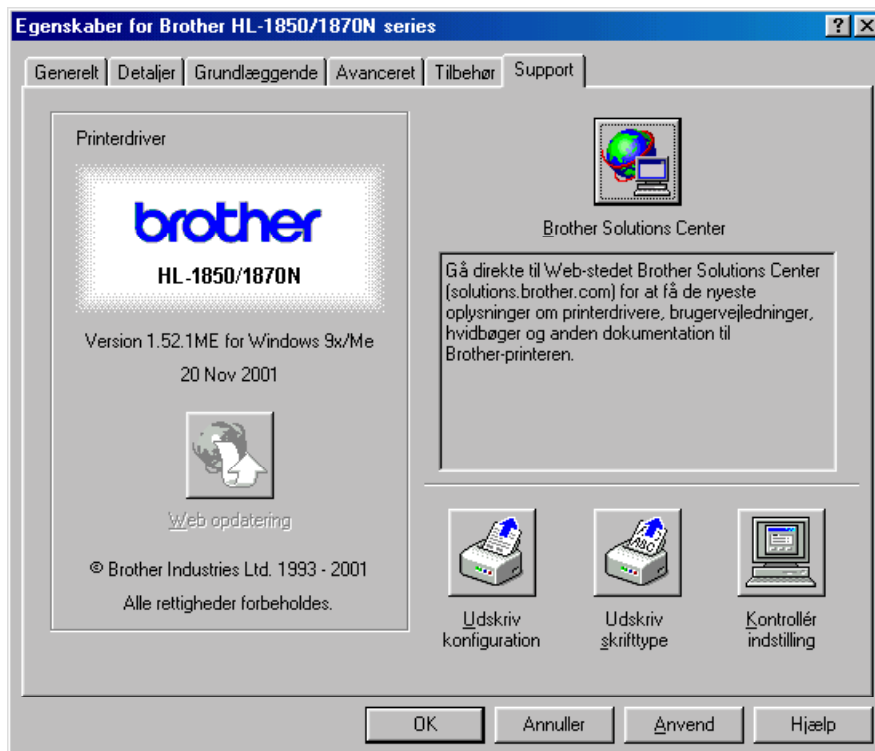 Egenskaber for Brother HL-1850/1870N series
Generelt Detaljer Grundlæggende Avanceret Tilbehør Support
Printerdriver
brother
HL-1850/1870N
Version 1.52.1ME for Windows 9x/Me
20 Nov 2001
Web opdatering
© Brother Industries Ltd. 1993 - 2001
Alle rettigheder forbeholdes.
Brother Solutions Center
Gå direkte til Web-stedet Brother Solutions Center
(solutions.brother.com) for at få de nyeste
oplysninger om printerdrivere, brugervejledninger,
hvidbøger og anden dokumentation til
Brother-printeren.
Udskriv
konfiguration
ABC
Udskriv
skrifttype
Kontrollér
indstilling
OK Annuller Anvend Hjælp